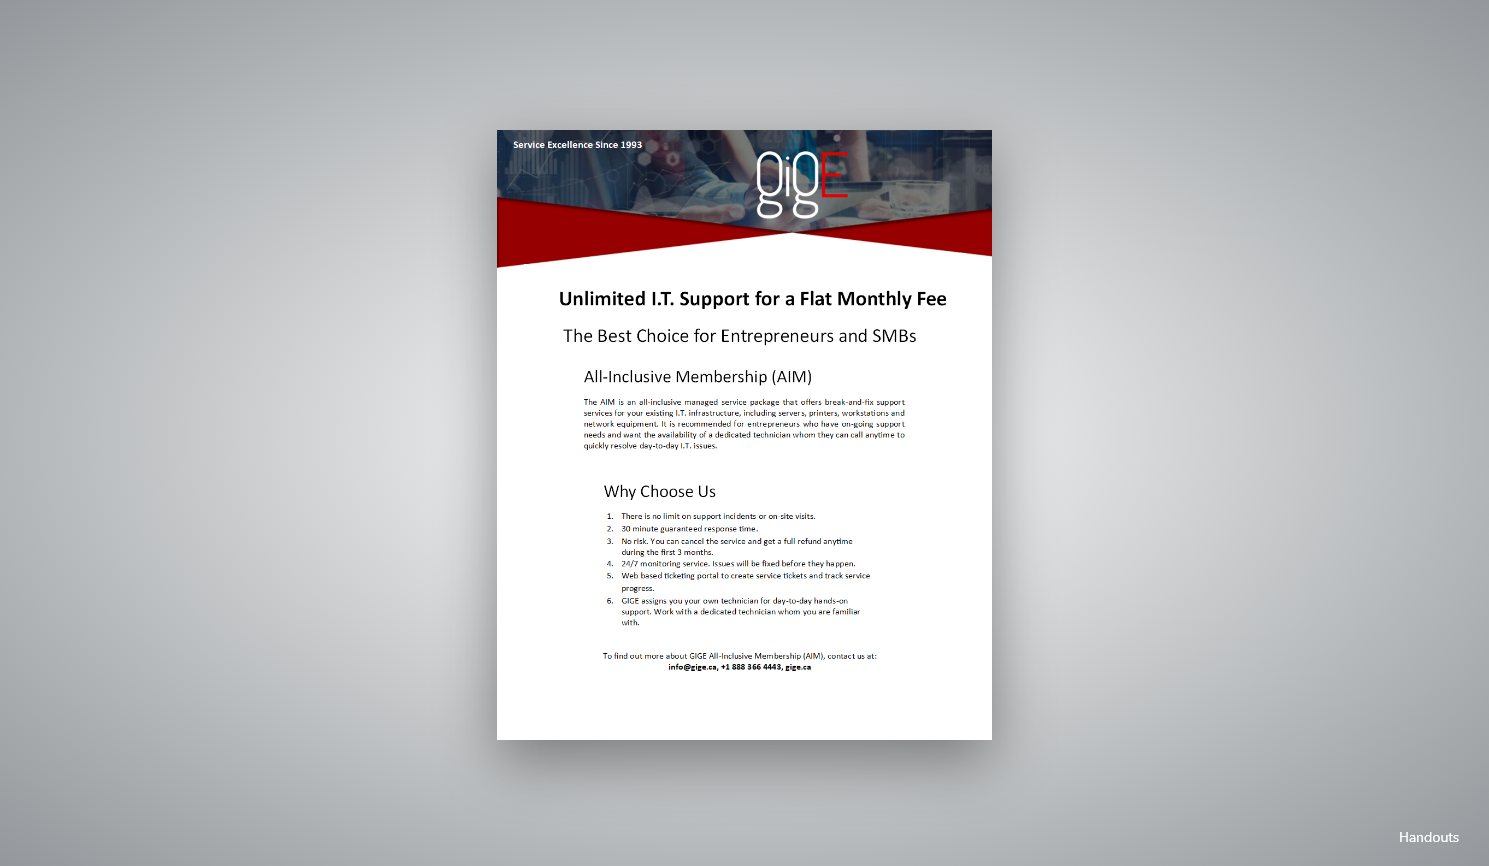 Service Excellence Since 1993
gigE
Unlimited I.T. Support for a Flat Monthly Fee
The Best Choice for Entrepreneurs and SMBs
All-Inclusive Membership (AIM)
The AIM is an all-inclusive managed service package that offers break-and-fix support
services for your existing I.T. infrastructure, including servers, printers, workstations and
network equipment. It is recommended for entrepreneurs who have on-going support
needs and want the availability of a dedicated technician whom they can call anytime to
quickly resolve day-to-day I.T. issues.
Why Choose Us
1. There is no limit on support incidents or on-site visits.
2. 30 minute guaranteed response time.
3. No risk. You can cancel the service and get a full refund anytime
during the first 3 months.
4. 24/7 monitoring service. Issues will be fixed before they happen.
5. Web based ticketing portal to create service tickets and track service
progress.
6. GIGE assigns you your own technician for day-to-day hands-on
support. Work with a dedicated technician whom you are familiar
with.
To find out more about GIGE All-Inclusive Membership (AIM), contact us at:
info@gige.ca, +1 888 366 4443, gige.ca
Handouts